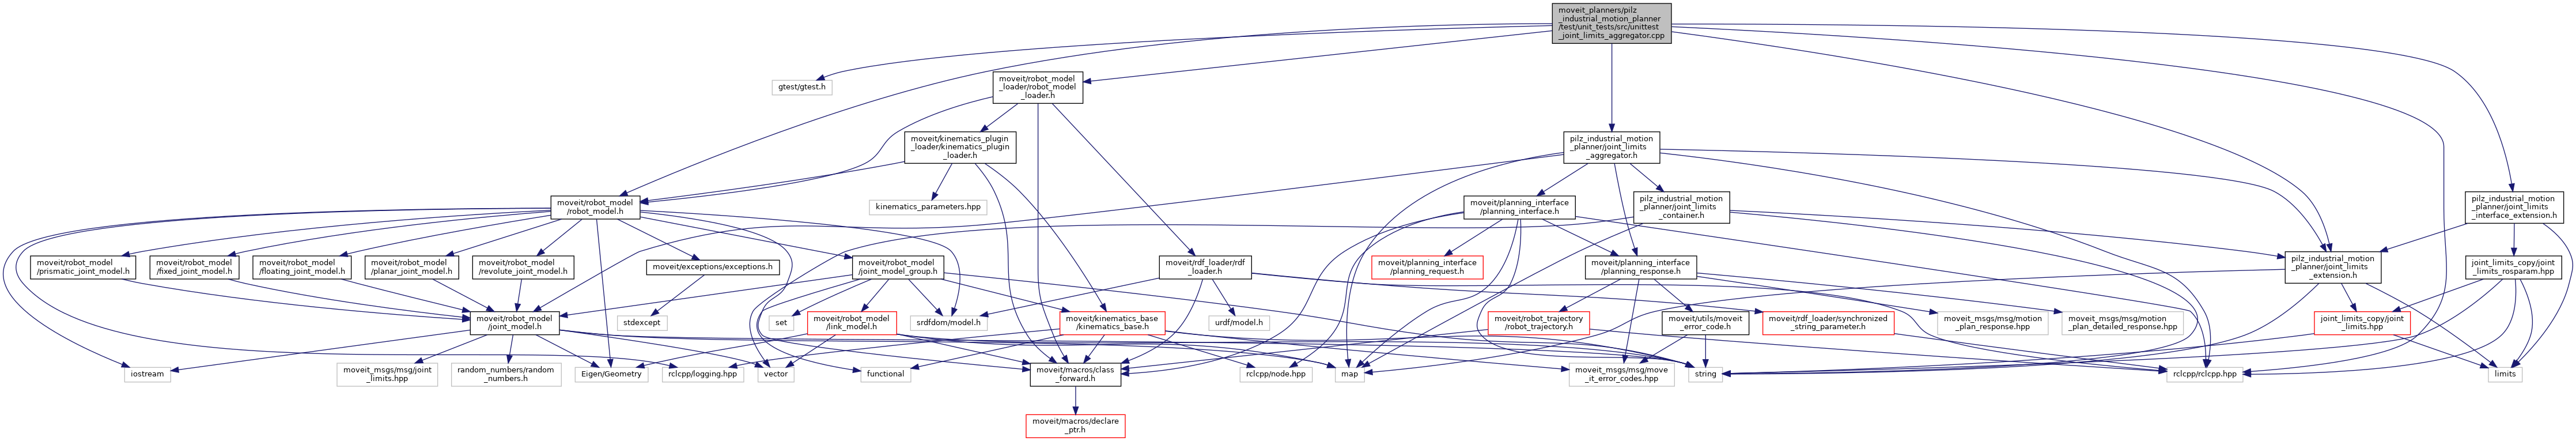 moveit_planners/pilz
_industrial_motion_planner
/test/unit_tests/src/unittest
_joint_limits_aggregator.cpp
gtest/gtest.h
moveit/robot_model
_loader/robot_model
_loader.h
moveit/kinematics_plugin
_loader/kinematics_plugin
_loader.h
pilz_industrial_motion
_planner/joint_limits
_aggregator.h
moveit/robot_model
/robot_model.h
kinematics_parameters.hpp
moveit/planning_interface
/planning_interface.h
pilz_industrial_motion
_planner/joint_limits
_container.h
pilz_industrial_motion
_planner/joint_limits
_interface_extension.h
moveit/robot_model
/prismatic_joint_model.h
moveit/robot_model
/fixed_joint_model.h
moveit/robot_model
/floating_joint_model.h
moveit/robot_model
/planar_joint_model.h
moveit/robot_model
/revolute_joint_model.h
moveit/exceptions/exceptions.h
moveit/robot_model
/joint_model_group.h
moveit/rdf_loader/rdf
_loader.h
moveit/planning_interface
/planning_request.h
moveit/planning_interface
/planning_response.h
pilz_industrial_motion
_planner/joint_limits
_extension.h
joint_limits_copy/joint
_limits_rosparam.h
moveit/robot_model
/joint_model.h
stdexcept
set
moveit/robot_model
/link_model.h
srdfdom/model.h
moveit/kinematics_base
/kinematics_base.h
urdf/model.h
moveit/robot_trajectory
/robot_trajectory.h
moveit/utils/moveit
_error_code.h
moveit/rdf_loader/synchronized
_string_parameter.h
moveit_msgs/msg/motion
_plan_response.hpp
moveit_msgs/msg/motion
_plan_detailed_response.hpp
joint_limits_copy/joint
_limits.hpp
iostream
moveit_msgs/msg/joint
_limits.hpp
random_numbers/random
_numbers.h
Eigen/Geometry
rclcpp/logging.hpp
vector
functional
moveit/macros/class
_forward.h
rclcpp/node.hpp
map
moveit_msgs/msg/move
_it_error_codes.hpp
string
rclcpp/rclcpp.hpp
limits
moveit/macros/declare
_ptr.h